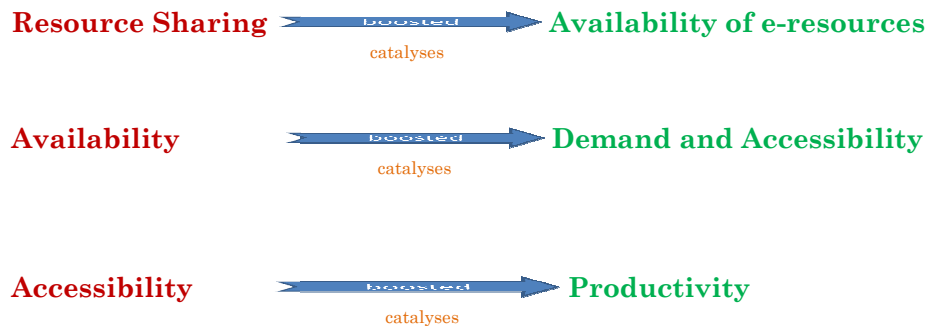 Resource Sharing boosted Availability of e-resources
catalyses
Availability boosted Demand and Accessibility
catalyses
Accessibility boosted Productivity
catalyses